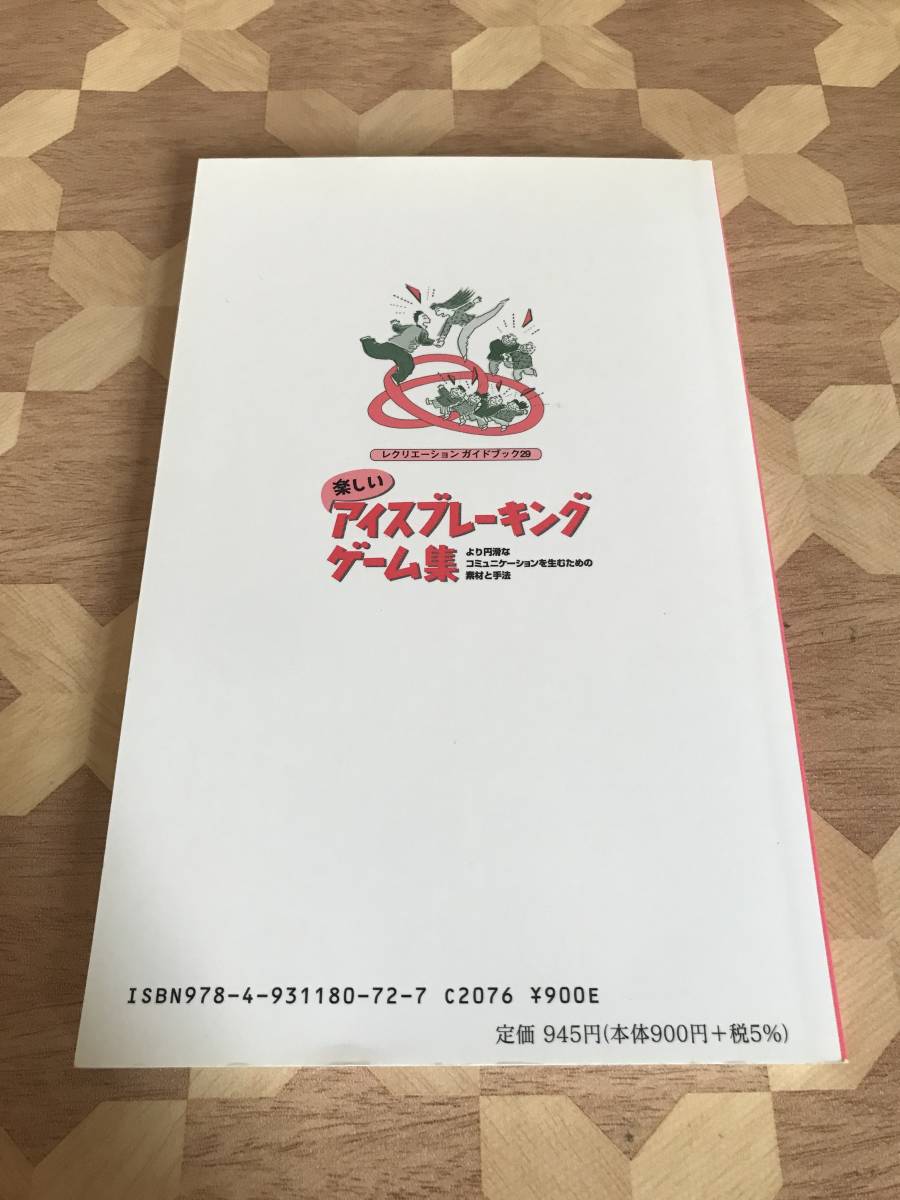 レクリエーション ガイドブック29
楽しい
アイスブレーキング
ゲーム集
より円滑な
コミュニケーションを生むための
素材と手法
ISBN978-4-931180-72-7 C2076 ¥900E
定価 945円(本体900円+税5%)